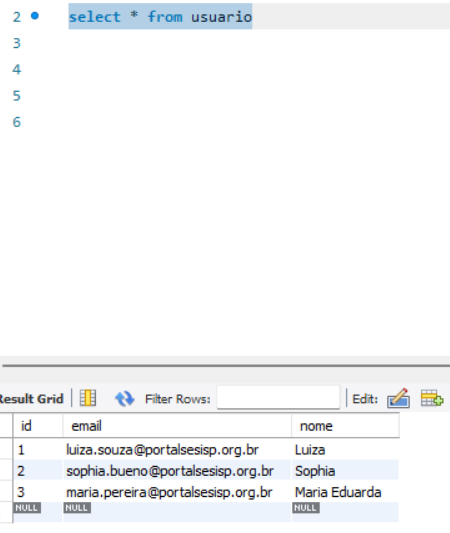 2 select * from usuario
3
4
5
6
Result Grid Filter Rows: Edit:
id email nome
1 luiza.souza@portalsesisp.org.br Luiza
2 sophia.bueno@portalsesisp.org.br Sophia
3 maria.pereira@portalsesisp.org.br Maria Eduarda
NULL NULL NULL